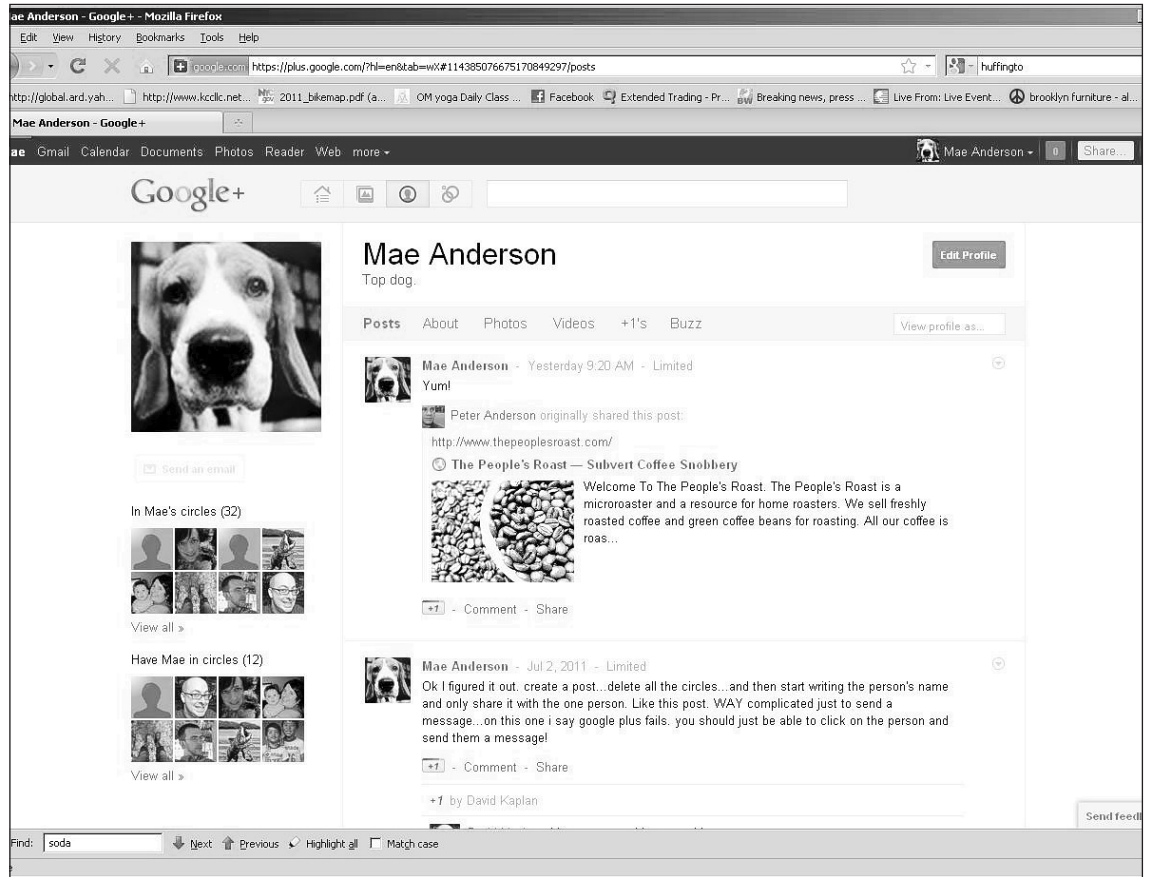 ae Anderson - Google+ - Mozilla Firefox
Edit View History Bookmarks Tools Help
google.com https://plus.google.com/?hl=en&tab=wX#114385076675170849297/posts huffingto
http://global.ard.yah... http://www.kcclc.net... 2011_bikemap.pdf (a... OM yoga Daily Class ... Facebook Extended Trading - Pr... Breaking news, press ... Live From: Live Event... brooklyn furniture - al...
Mae Anderson - Google+
ae Gmail Calendar Documents Photos Reader Web more Mae Anderson 0 Share...
Google+
Mae Anderson
Edit Profile
Top dog.
Posts About Photos Videos +1's Buzz View profile as...
Mae Anderson - Yesterday 9:20 AM - Limited
Yum!
Peter Anderson originally shared this post:
http://www.thepeoplesroast.com/
The People's Roast — Subvert Coffee Snobbery
Welcome To The People's Roast. The People's Roast is a
microroaster and a resource for home roasters. We sell freshly
roasted coffee and green coffee beans for roasting. All our coffee is
roas...
+1 - Comment - Share
Send an email
In Mae's circles (32)
View all »
Have Mae in circles (12)
View all »
Mae Anderson - Jul 2, 2011 - Limited
Ok I figured it out. create a post...delete all the circles...and then start writing the person's name
and only share it with the one person. Like this post. WAY complicated just to send a
message...on this one i say google plus fails. you should just be able to click on the person and
send them a message!
+1 - Comment - Share
+1 by David Kaplan
Send feed
Find: soda Next Previous Highlight all Match case